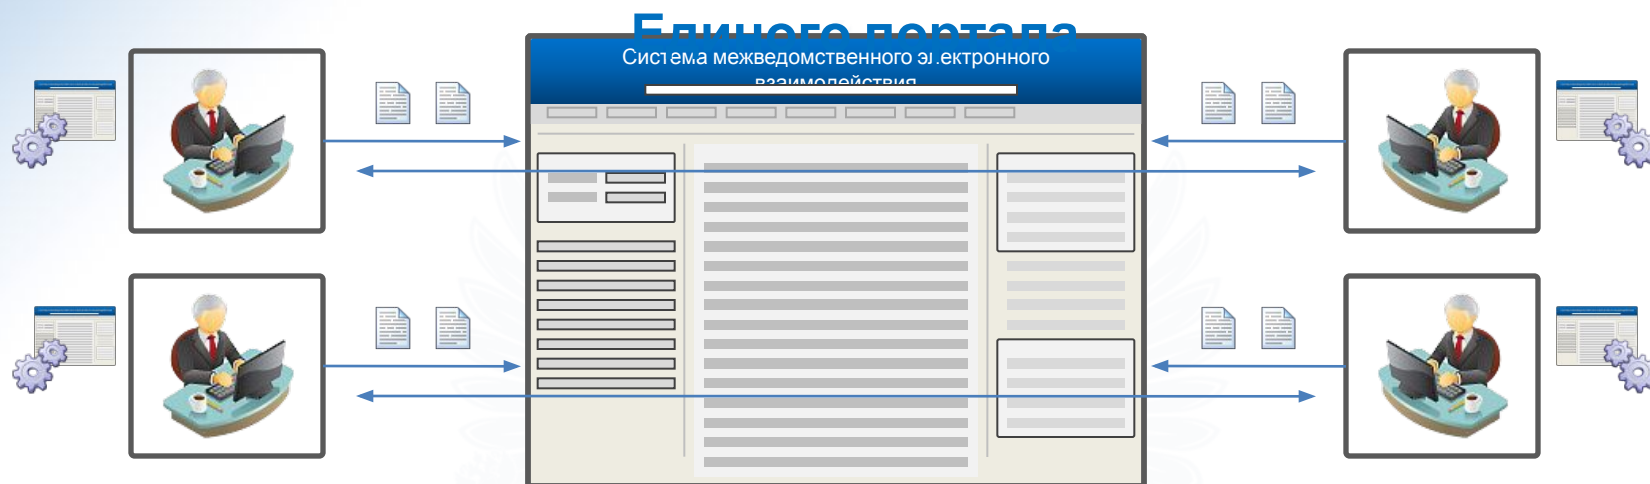 Единого портала
Система межведомственного электронного
взаимодействия